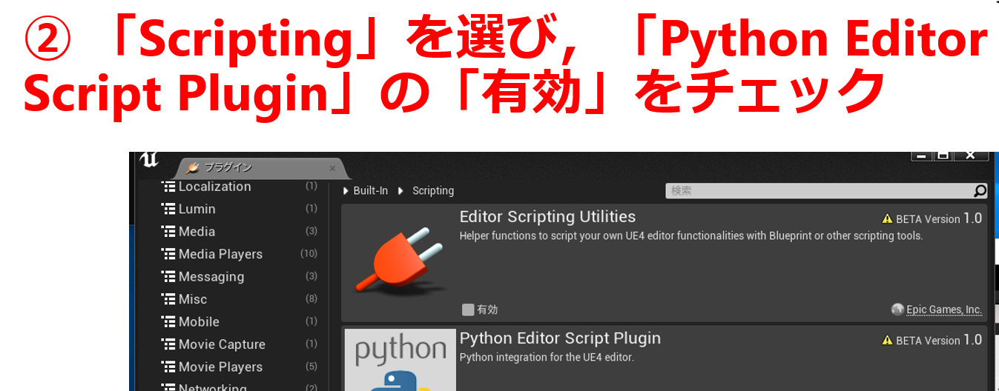 ② 「Scripting」を選び，「Python Editor
Script Plugin」の「有効」をチェック
プラグイン
Localization (1)
Built-In Scripting
検索
Lumin (1)
Media (3)
Media Players (10)
Messaging (3)
Misc (8)
Mobile (1)
Movie Capture (1)
Movie Players (5)
Networking (2)
Editor Scripting Utilities
BETA Version 1.0
Helper functions to script your own UE4 editor functionalities with Blueprint or other scripting tools.
有効
Epic Games, Inc.
python
Python Editor Script Plugin
BETA Version 1.0
Python integration for the UE4 editor.